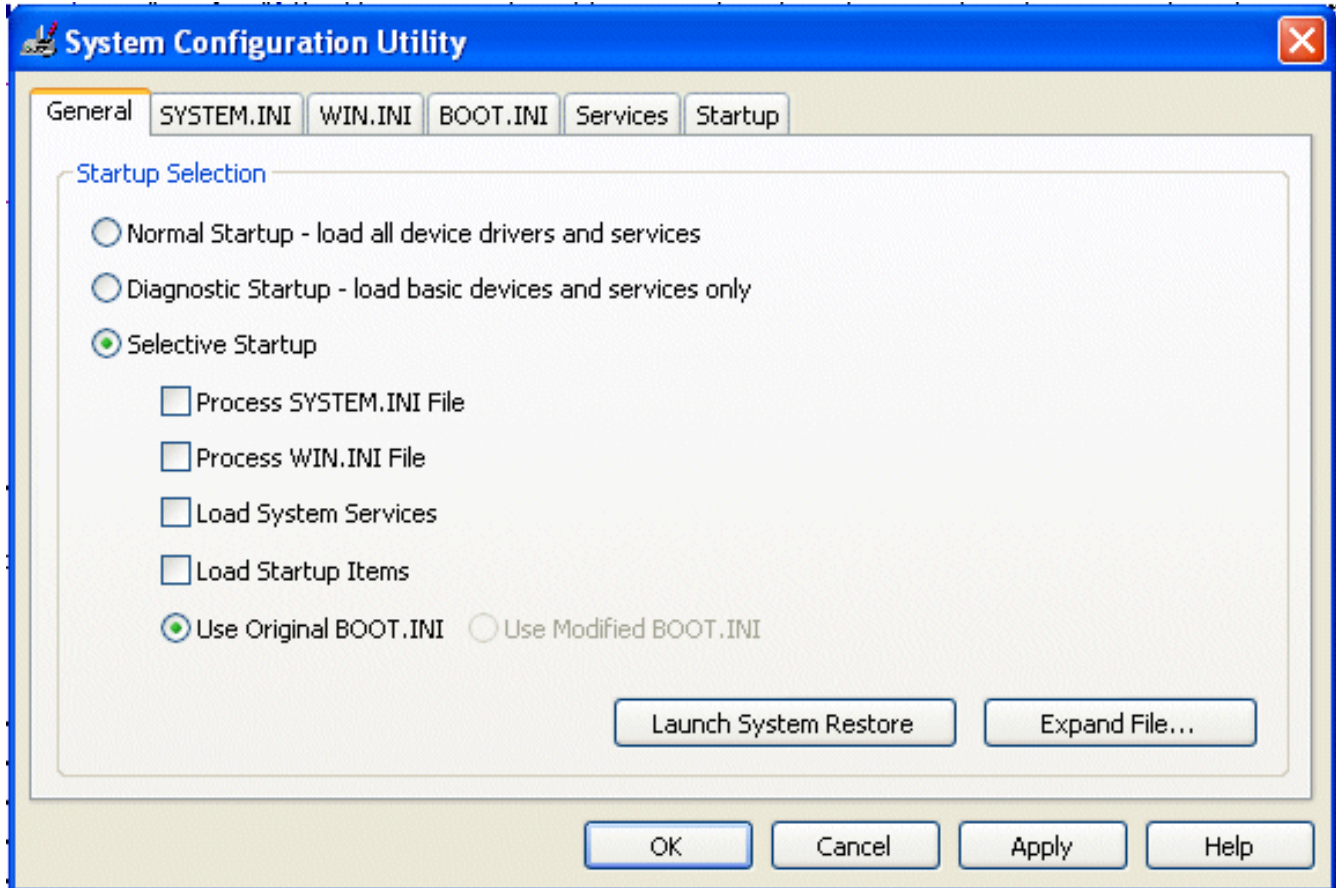 System Configuration Utility
General SYSTEM.INI WIN.INI BOOT.INI Services Startup
Startup Selection
Normal Startup - load all device drivers and services
Diagnostic Startup - load basic devices and services only
Selective Startup
Process SYSTEM.INI File
Process WIN.INI File
Load System Services
Load Startup Items
Use Original BOOT.INI Use Modified BOOT.INI
Launch System Restore Expand File...
OK Cancel Apply Help